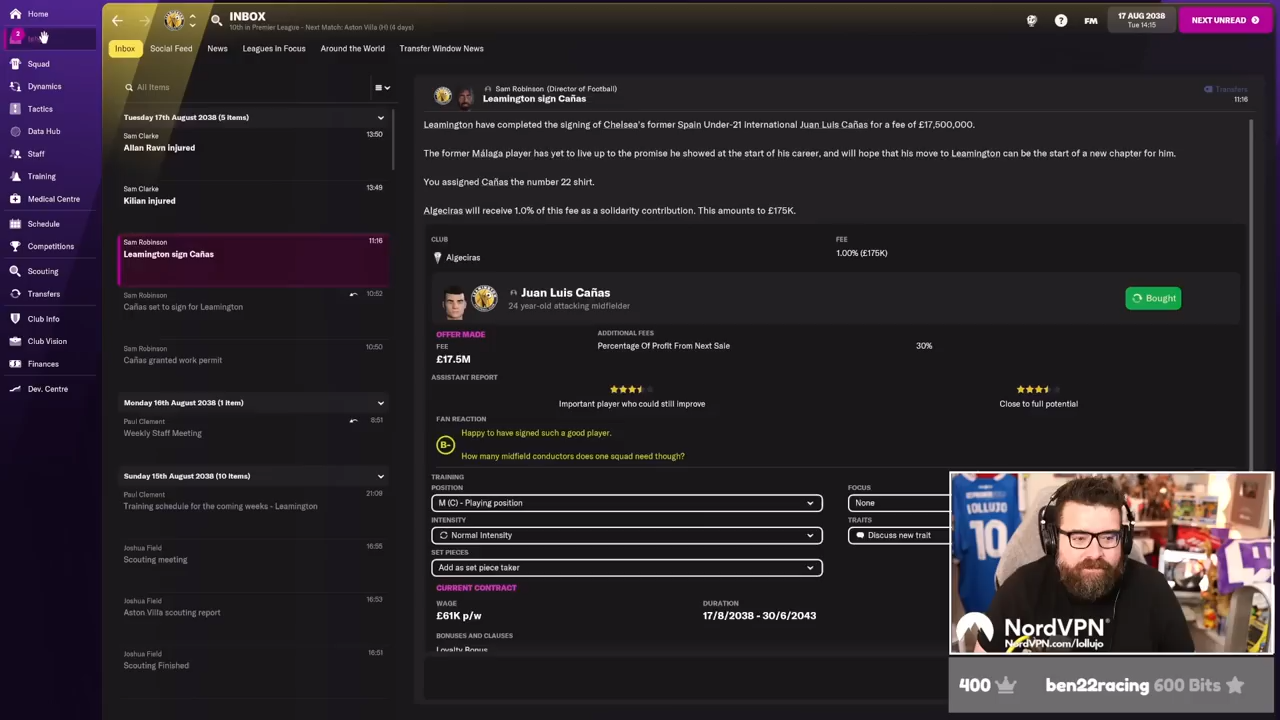 Home
INBOX
10th in Premier League - Next Match: Aston Villa (H) (4 days)
FM
17 AUG 2038
Tue 14:15
NEXT UNREAD
2
Squad
Dynamics
Tactics
Data Hub
Staff
Training
Medical Centre
Schedule
Competitions
Scouting
Transfers
Club Info
Club Vision
Finances
Dev. Centre
Inbox
Social Feed
News
Leagues in Focus
Around the World
Transfer Window News
All Items
Tuesday 17th August 2038 (5 items)
Sam Clarke
13:50
Allan Ravn injured
Sam Clarke
13:49
Kilian injured
Sam Robinson
11:16
Leamington sign Cañas
Sam Robinson
10:52
Cañas set to sign for Leamington
Sam Robinson
10:50
Cañas granted work permit
Monday 16th August 2038 (1 item)
Paul Clement
8:51
Weekly Staff Meeting
Sunday 15th August 2038 (10 items)
Paul Clement
21:09
Training schedule for the coming weeks - Leamington
Joshua Field
16:55
Scouting meeting
Joshua Field
16:53
Aston Villa scouting report
Joshua Field
16:51
Scouting Finished
Sam Robinson (Director of Football)
Leamington sign Cañas
Transfers
11:16
Leamington have completed the signing of Chelsea's former Spain Under-21 international Juan Luis Cañas for a fee of £17,500,000.
The former Málaga player has yet to live up to the promise he showed at the start of his career, and will hope that his move to Leamington can be the start of a new chapter for him.
You assigned Cañas the number 22 shirt.
Algeciras will receive 1.0% of this fee as a solidarity contribution. This amounts to £175K.
CLUB
FEE
Algeciras
1.00% (£175K)
Juan Luis Cañas
24 year-old attacking midfielder
Bought
OFFER MADE
FEE
£17.5M
ADDITIONAL FEES
Percentage Of Profit From Next Sale
30%
ASSISTANT REPORT
Important player who could still improve
Close to full potential
FAN REACTION
B-
Happy to have signed such a good player.
How many midfield conductors does one squad need though?
TRAINING
POSITION
M (C) - Playing position
FOCUS
None
INTENSITY
Normal Intensity
TRAITS
Discuss new trait
SET PIECES
Add as set piece taker
CURRENT CONTRACT
WAGE
£61K p/w
DURATION
17/8/2038 - 30/6/2043
BONUSES AND CLAUSES
Loyalty Bonus
LOLLUJO
10
NordVPN
NordVPN.com/lollujo
400
ben22racing 600 Bits